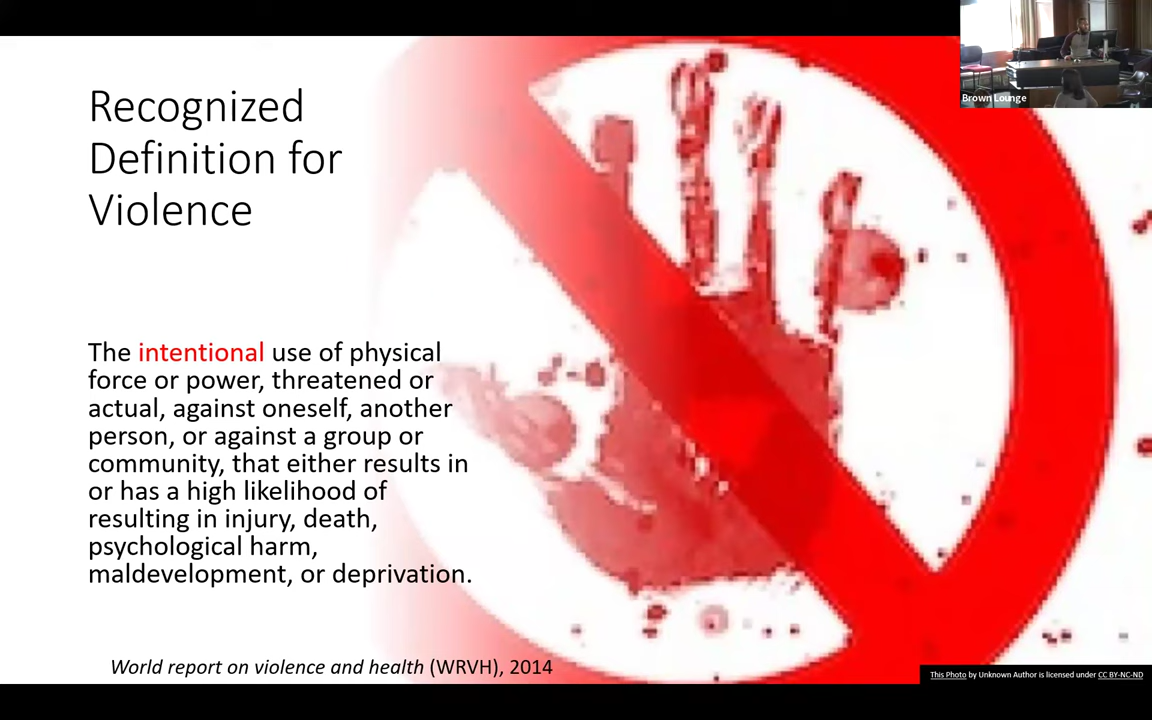 Brown Lounge
Recognized
Definition for
Violence
The intentional use of physical
force or power, threatened or
actual, against oneself, another
person, or against a group or
community, that either results in
or has a high likelihood of
resulting in injury, death,
psychological harm,
maldevelopment, or deprivation.
World report on violence and health (WRVH), 2014
This Photo by Unknown Author is licensed under CC BY-NC-ND